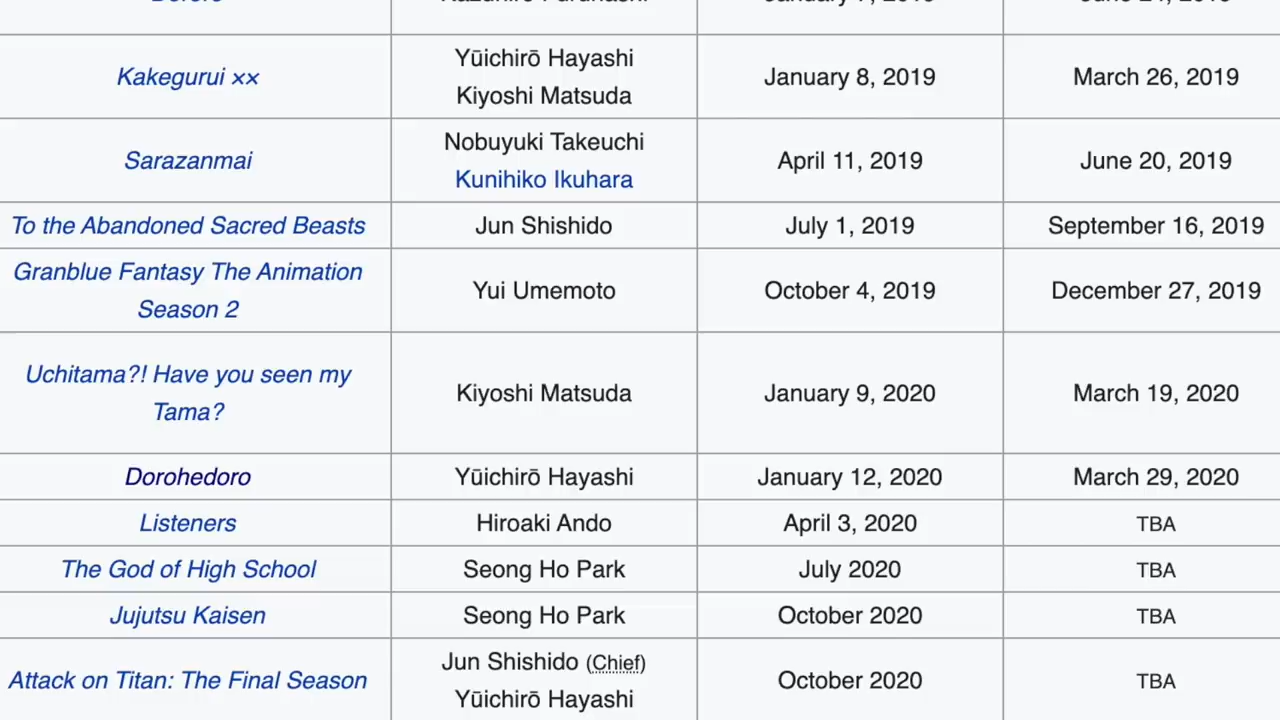 Dororo
Kakegurui ××
Yūichirō Hayashi
Kiyoshi Matsuda
January 8, 2019
March 26, 2019
Sarazanmai
Nobuyuki Takeuchi
Kunihiko Ikuhara
April 11, 2019
June 20, 2019
To the Abandoned Sacred Beasts
Jun Shishido
July 1, 2019
September 16, 2019
Granblue Fantasy The Animation
Season 2
Yui Umemoto
October 4, 2019
December 27, 2019
Uchitama?! Have you seen my
Tama?
Kiyoshi Matsuda
January 9, 2020
March 19, 2020
Dorohedoro
Yūichirō Hayashi
January 12, 2020
March 29, 2020
Listeners
Hiroaki Ando
April 3, 2020
TBA
The God of High School
Seong Ho Park
July 2020
TBA
Jujutsu Kaisen
Seong Ho Park
October 2020
TBA
Attack on Titan: The Final Season
Jun Shishido (Chief)
Yūichirō Hayashi
October 2020
TBA